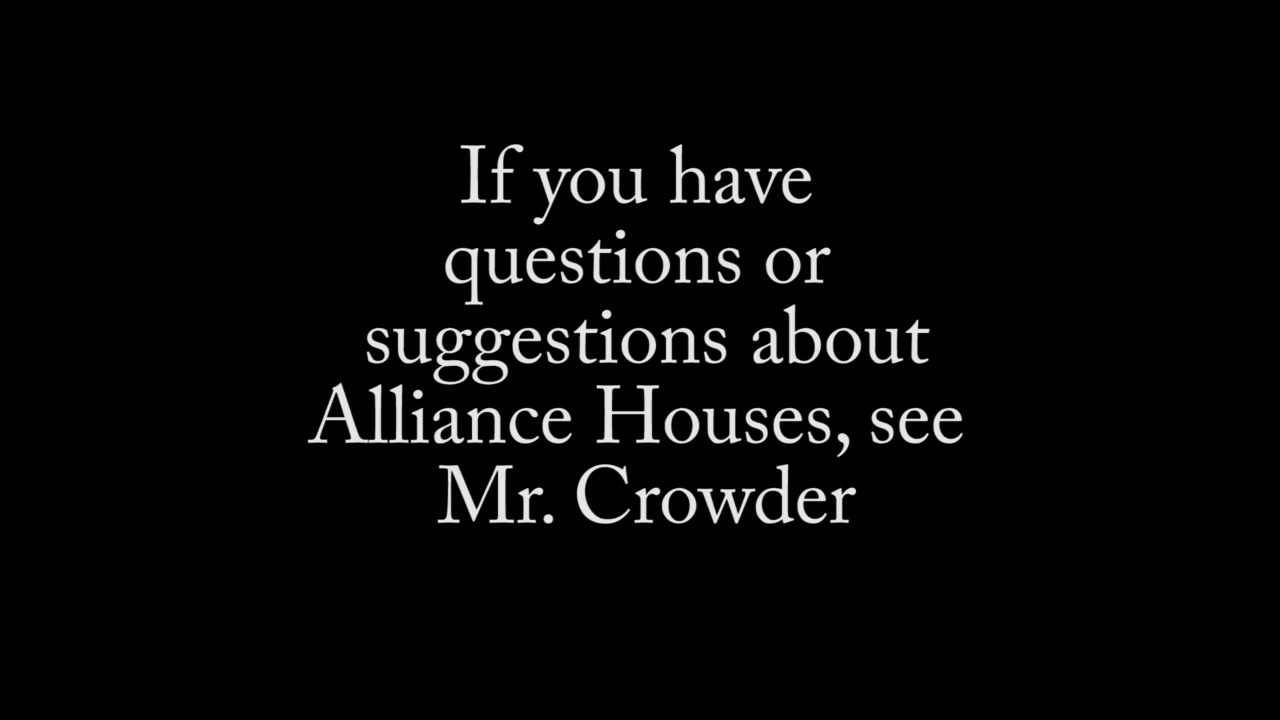 If you have
questions or
suggestions about
Alliance Houses, see
Mr. Crowder